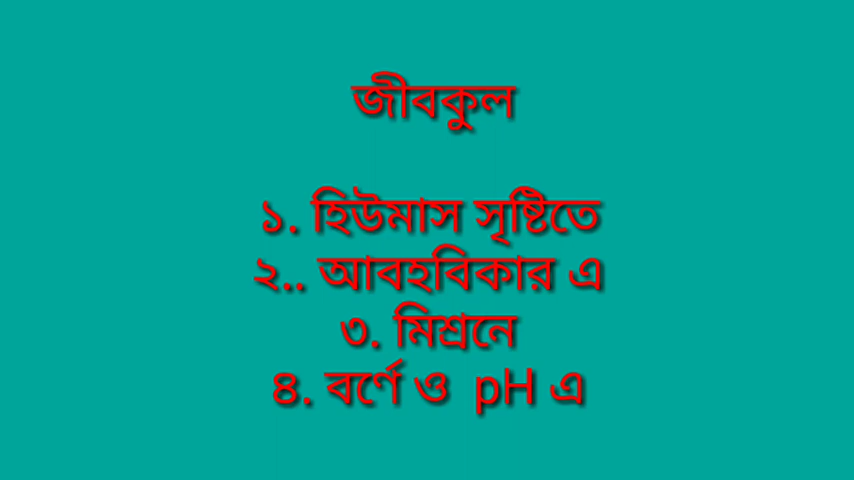 জীবকুল
১. হিউমাস সৃষ্টিতে
২.. আবহবিকার এ
৩. মিশ্রনে
৪. বর্ণে ও pH এ